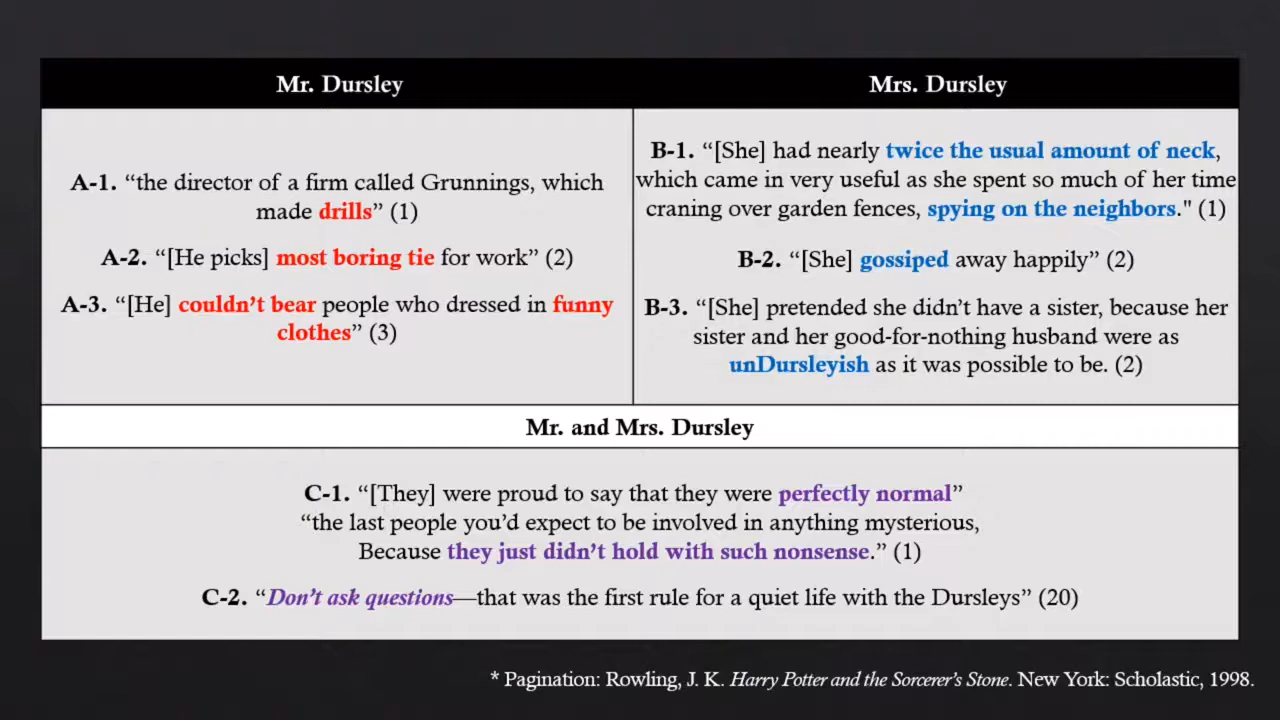 Mr. Dursley
Mrs. Dursley
A-1. “the director of a firm called Grunnings, which
made drills” (1)
A-2. “[He picks] most boring tie for work” (2)
A-3. “[He] couldn’t bear people who dressed in funny
clothes” (3)
B-1. “[She] had nearly twice the usual amount of neck,
which came in very useful as she spent so much of her time
craning over garden fences, spying on the neighbors." (1)
B-2. “[She] gossiped away happily” (2)
B-3. “[She] pretended she didn’t have a sister, because her
sister and her good-for-nothing husband were as
unDursleyish as it was possible to be. (2)
Mr. and Mrs. Dursley
C-1. “[They] were proud to say that they were perfectly normal”
“the last people you’d expect to be involved in anything mysterious,
Because they just didn’t hold with such nonsense.” (1)
C-2. “Don’t ask questions—that was the first rule for a quiet life with the Dursleys” (20)
* Pagination: Rowling, J. K. Harry Potter and the Sorcerer’s Stone. New York: Scholastic, 1998.